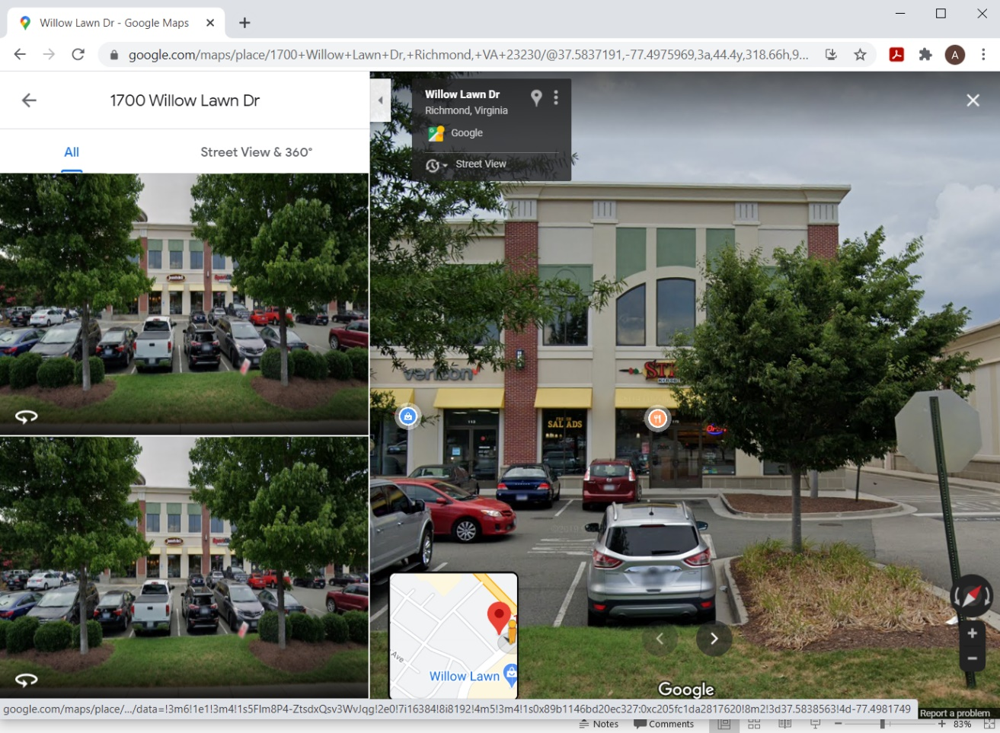 Willow Lawn Dr - Google Maps
google.com/maps/place/1700+Willow+Lawn+Dr,+Richmond,+VA+23230/@37.5837191,-77.4975969,3a,44.4y,318.66h,9...
A
1700 Willow Lawn Dr
All
Street View & 360°
Willow Lawn Dr
Richmond, Virginia
Google
Street View
verizon
SALADS
Ave
Willow Lawn
Google
google.com/maps/place/.../data=!3m6!1e1!3m4!1s5FIm8P4-ZtsdxQsv3WvJqg!2e0!7i16384!8i8192!4m5!3m4!1s0x89b1146bd20ec327:0xc205fc1da2817620!8m2!3d37.5838563!4d-77.4981749
Report a problem
Notes
Comments
83%